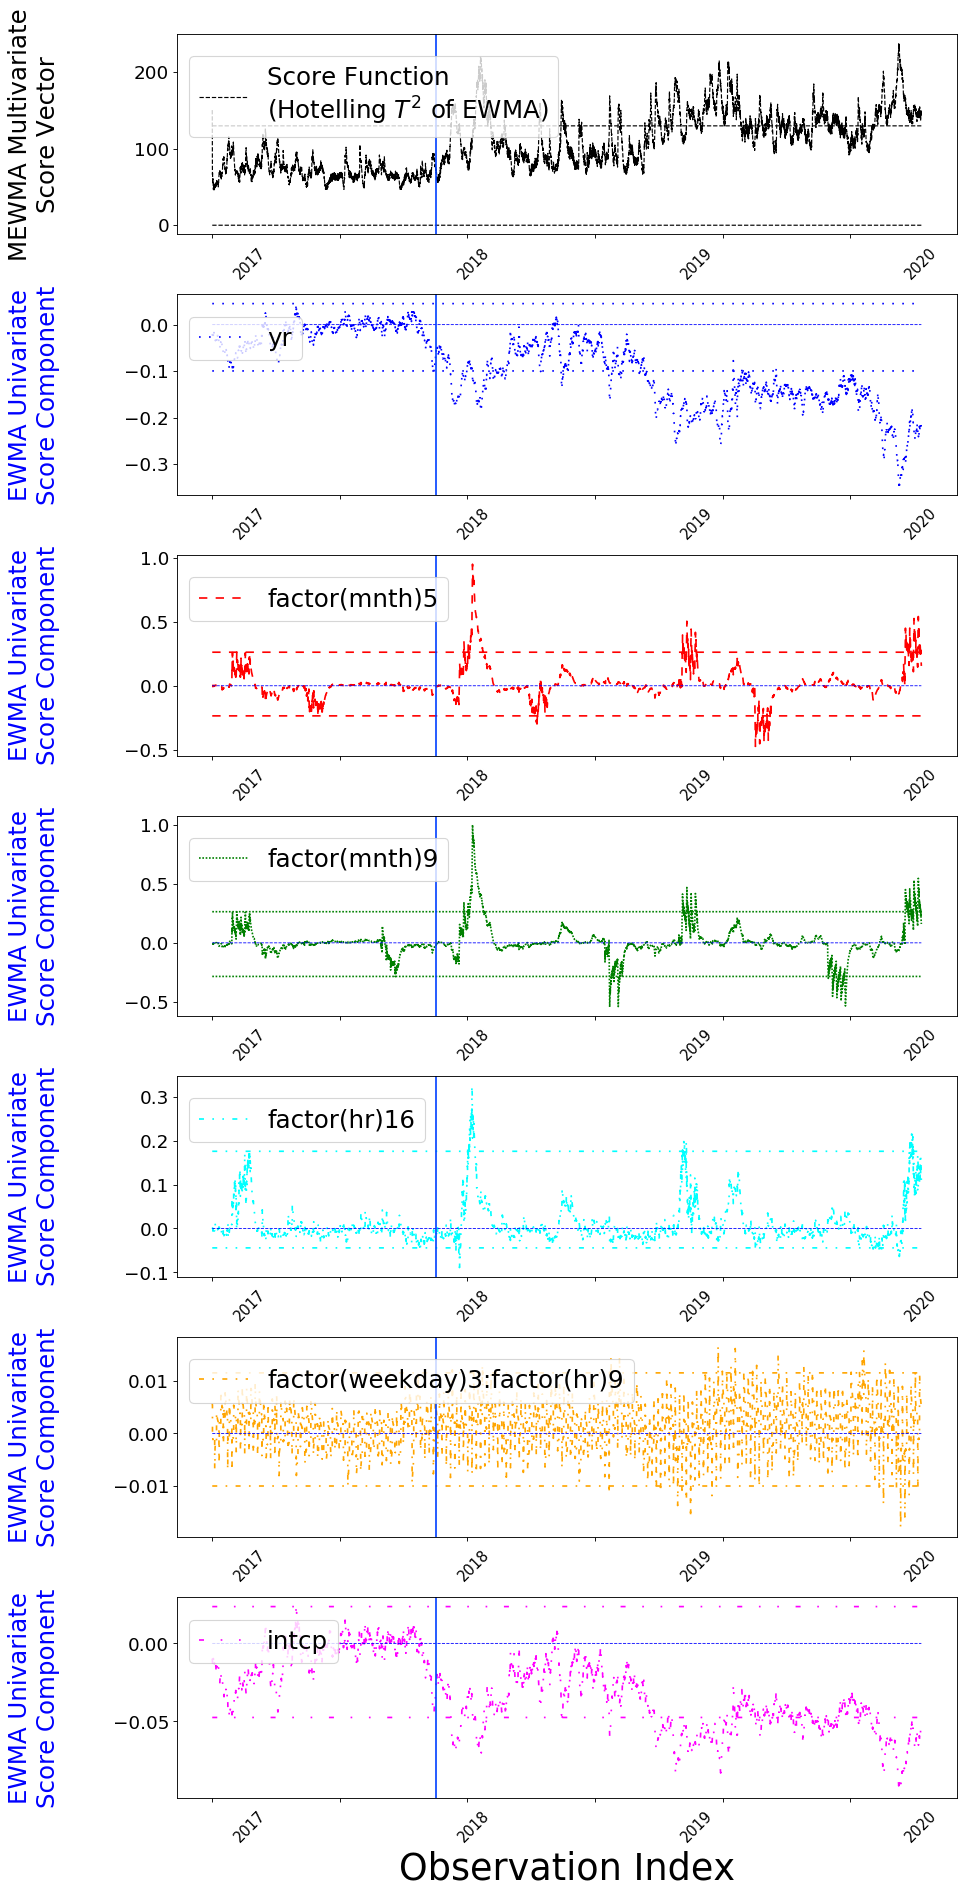 MEWMA Multivariate
Score Vector
200
100
0
Score Function
(Hotelling T² of EWMA)
2017
2018
2019
2020
EWMA Univariate
Score Component
0.0
−0.1
−0.2
−0.3
yr
2017
2018
2019
2020
EWMA Univariate
Score Component
1.0
0.5
0.0
−0.5
factor(mnth)5
2017
2018
2019
2020
EWMA Univariate
Score Component
1.0
0.5
0.0
−0.5
factor(mnth)9
2017
2018
2019
2020
EWMA Univariate
Score Component
0.3
0.2
0.1
0.0
−0.1
factor(hr)16
2017
2018
2019
2020
EWMA Univariate
Score Component
0.01
0.00
−0.01
factor(weekday)3:factor(hr)9
2017
2018
2019
2020
EWMA Univariate
Score Component
0.00
−0.05
intcp
2017
2018
2019
2020
Observation Index